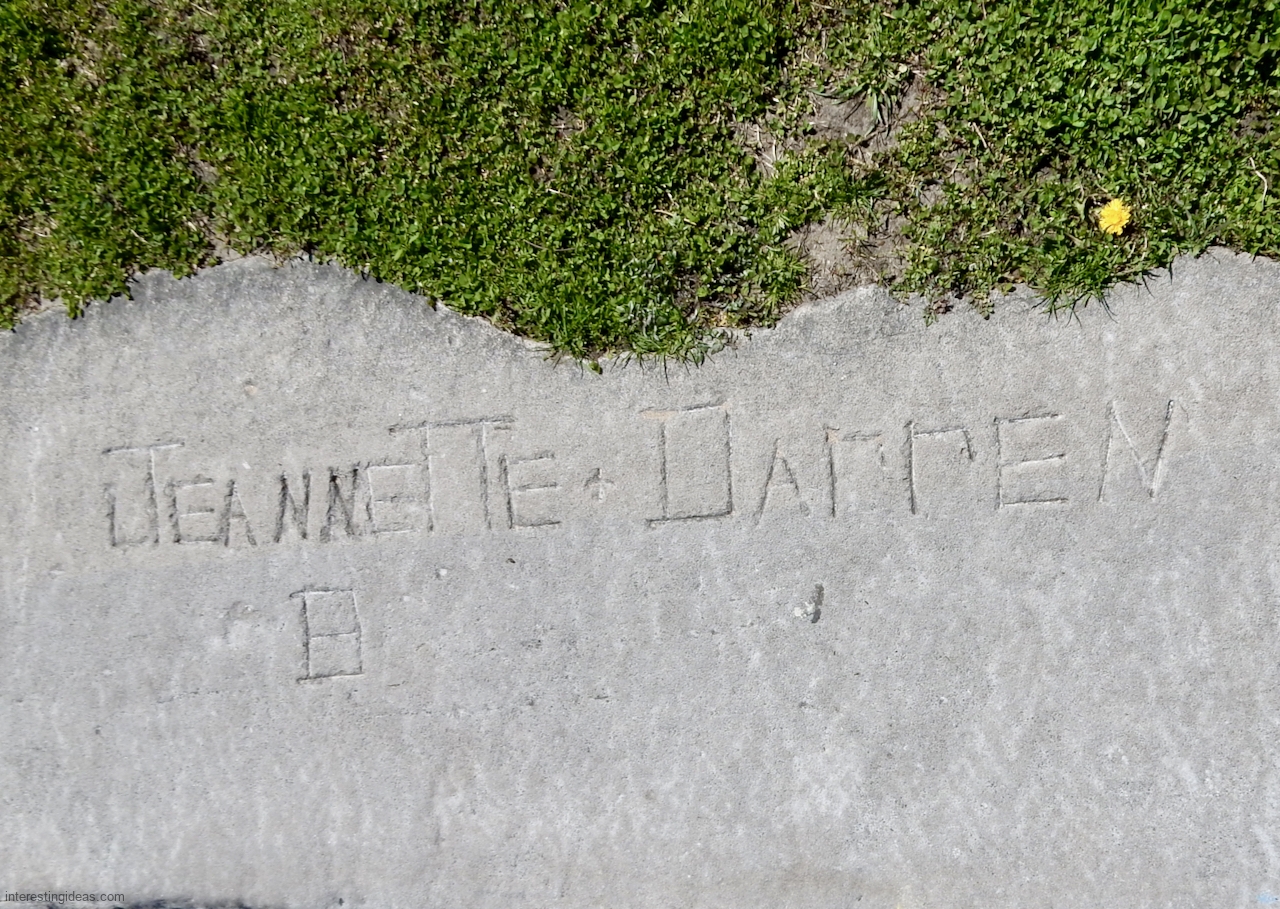 JEANNETTE + DArrEN
B
interestingideas.com